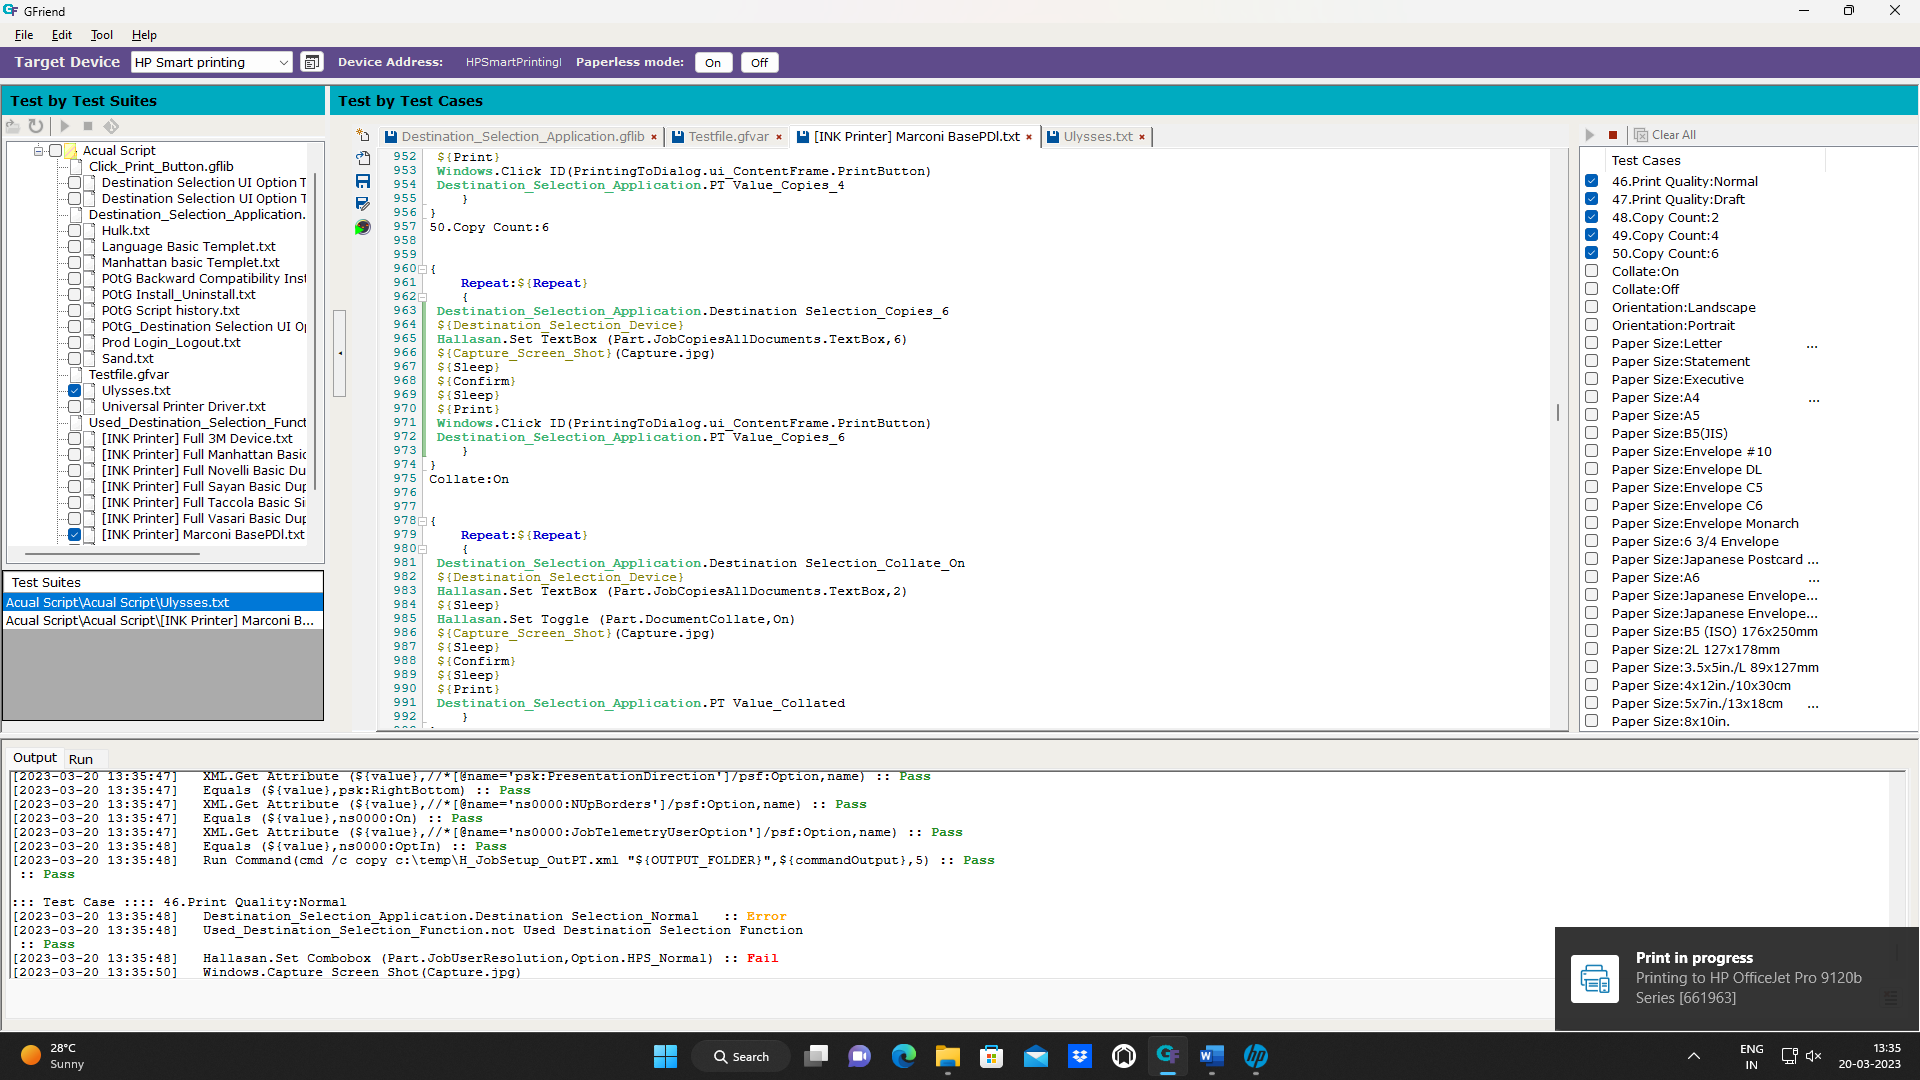 GFriend
File Edit Tool Help
Target Device HP Smart printing Device Address: HPSmartPrintingI Paperless mode: On Off
Test by Test Suites
Acual Script
Click_Print_Button.gflib
Destination Selection UI Option T
Destination Selection UI Option T
Destination_Selection_Application.
Hulk.txt
Language Basic Templet.txt
Manhattan basic Templet.txt
POtG Backward Compatibility Inst
POtG Install_Uninstall.txt
POtG Script history.txt
POtG_Destination Selection UI Op
Prod Login_Logout.txt
Sand.txt
Testfile.gfvar
Ulysses.txt
Universal Printer Driver.txt
Used_Destination_Selection_Funct
[INK Printer] Full 3M Device.txt
[INK Printer] Full Manhattan Basic
[INK Printer] Full Novelli Basic Du
[INK Printer] Full Sayan Basic Dup
[INK Printer] Full Taccola Basic Si
[INK Printer] Full Vasari Basic Dup
[INK Printer] Marconi BasePDl.txt
Test Suites
Acual Script\Acual Script\Ulysses.txt
Acual Script\Acual Script\[INK Printer] Marconi B...
Test by Test Cases
Destination_Selection_Application.gflib × Testfile.gfvar × [INK Printer] Marconi BasePDl.txt × Ulysses.txt ×
952 ${Print}
953 Windows.Click ID(PrintingToDialog.ui_ContentFrame.PrintButton)
954 Destination_Selection_Application.PT Value_Copies_4
955 }
956 }
957 50.Copy Count:6
958
959
960 {
961 Repeat:${Repeat}
962 {
963 Destination_Selection_Application.Destination Selection_Copies_6
964 ${Destination_Selection_Device}
965 Hallasan.Set TextBox (Part.JobCopiesAllDocuments.TextBox,6)
966 ${Capture_Screen_Shot}(Capture.jpg)
967 ${Sleep}
968 ${Confirm}
969 ${Sleep}
970 ${Print}
971 Windows.Click ID(PrintingToDialog.ui_ContentFrame.PrintButton)
972 Destination_Selection_Application.PT Value_Copies_6
973 }
974 }
975 Collate:On
976
977
978 {
979 Repeat:${Repeat}
980 {
981 Destination_Selection_Application.Destination Selection_Collate_On
982 ${Destination_Selection_Device}
983 Hallasan.Set TextBox (Part.JobCopiesAllDocuments.TextBox,2)
984 ${Sleep}
985 Hallasan.Set Toggle (Part.DocumentCollate,On)
986 ${Capture_Screen_Shot}(Capture.jpg)
987 ${Sleep}
988 ${Confirm}
989 ${Sleep}
990 ${Print}
991 Destination_Selection_Application.PT Value_Collated
992 }
Clear All
Test Cases
46.Print Quality:Normal
47.Print Quality:Draft
48.Copy Count:2
49.Copy Count:4
50.Copy Count:6
Collate:On
Collate:Off
Orientation:Landscape
Orientation:Portrait
Paper Size:Letter ...
Paper Size:Statement
Paper Size:Executive
Paper Size:A4 ...
Paper Size:A5
Paper Size:B5(JIS)
Paper Size:Envelope #10
Paper Size:Envelope DL
Paper Size:Envelope C5
Paper Size:Envelope C6
Paper Size:Envelope Monarch
Paper Size:6 3/4 Envelope
Paper Size:Japanese Postcard ...
Paper Size:A6 ...
Paper Size:Japanese Envelope...
Paper Size:Japanese Envelope...
Paper Size:B5 (ISO) 176x250mm
Paper Size:2L 127x178mm
Paper Size:3.5x5in./L 89x127mm
Paper Size:4x12in./10x30cm
Paper Size:5x7in./13x18cm ...
Paper Size:8x10in.
Output Run
[2023-03-20 13:35:47] XML.Get Attribute (${value},//*[@name='psk:PresentationDirection']/psf:Option,name) :: Pass
[2023-03-20 13:35:47] Equals (${value},psk:RightBottom) :: Pass
[2023-03-20 13:35:47] XML.Get Attribute (${value},//*[@name='ns0000:NUpBorders']/psf:Option,name) :: Pass
[2023-03-20 13:35:47] Equals (${value},ns0000:On) :: Pass
[2023-03-20 13:35:47] XML.Get Attribute (${value},//*[@name='ns0000:JobTelemetryUserOption']/psf:Option,name) :: Pass
[2023-03-20 13:35:48] Equals (${value},ns0000:OptIn) :: Pass
[2023-03-20 13:35:48] Run Command(cmd /c copy c:\temp\H_JobSetup_OutPT.xml "${OUTPUT_FOLDER}",${commandOutput},5) :: Pass
:: Pass
::: Test Case :::: 46.Print Quality:Normal
[2023-03-20 13:35:48] Destination_Selection_Application.Destination Selection_Normal :: Error
[2023-03-20 13:35:48] Used_Destination_Selection_Function.not Used Destination Selection Function
:: Pass
[2023-03-20 13:35:48] Hallasan.Set Combobox (Part.JobUserResolution,Option.HPS_Normal) :: Fail
[2023-03-20 13:35:50] Windows.Capture Screen Shot(Capture.jpg)
Print in progress
Printing to HP OfficeJet Pro 9120b
Series [661963]
28°C
Sunny
Search
ENG
IN
13:35
20-03-2023